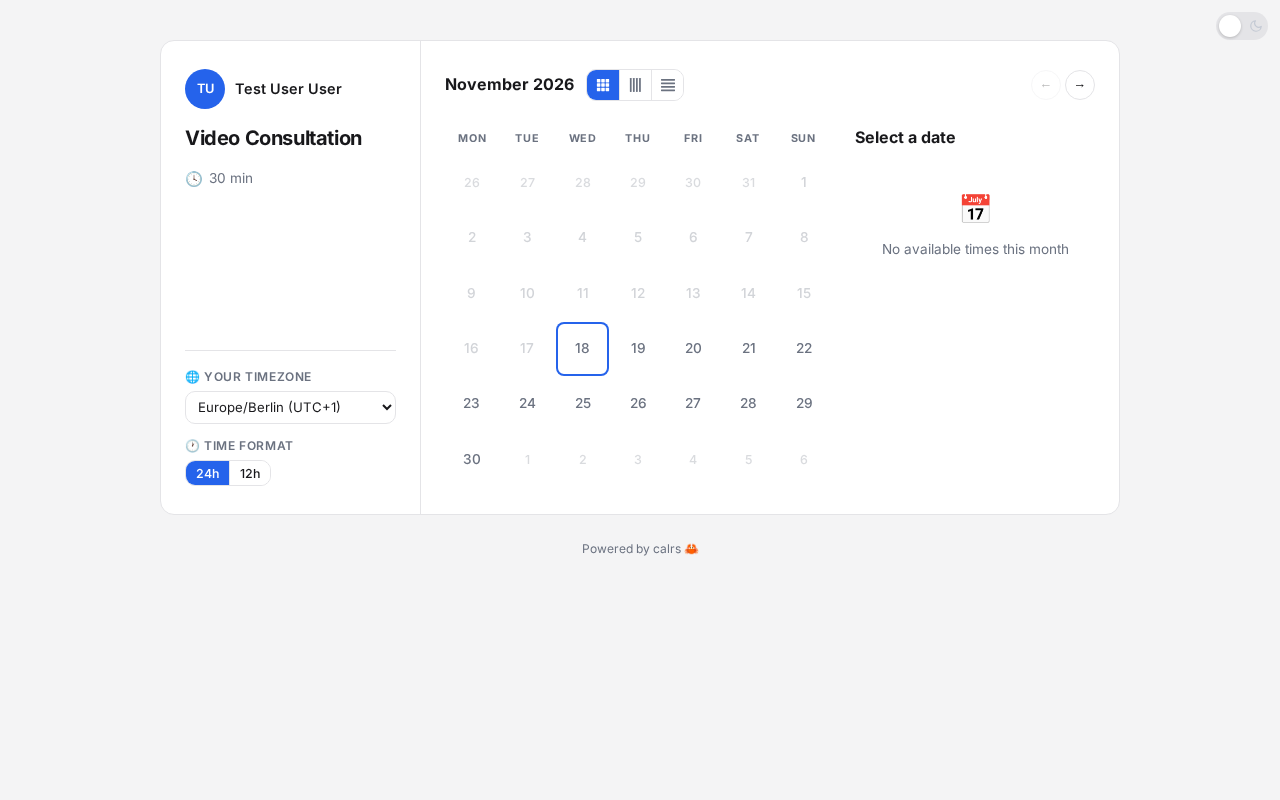 TU
Test User User
Video Consultation
🕓 30 min
🌐 YOUR TIMEZONE
Europe/Berlin (UTC+1)
🕐 TIME FORMAT
24h 12h
November 2026
← →
MON TUE WED THU FRI SAT SUN
26 27 28 29 30 31 1
2 3 4 5 6 7 8
9 10 11 12 13 14 15
16 17 18 19 20 21 22
23 24 25 26 27 28 29
30 1 2 3 4 5 6
Select a date
July
17
No available times this month
Powered by calrs 🦀